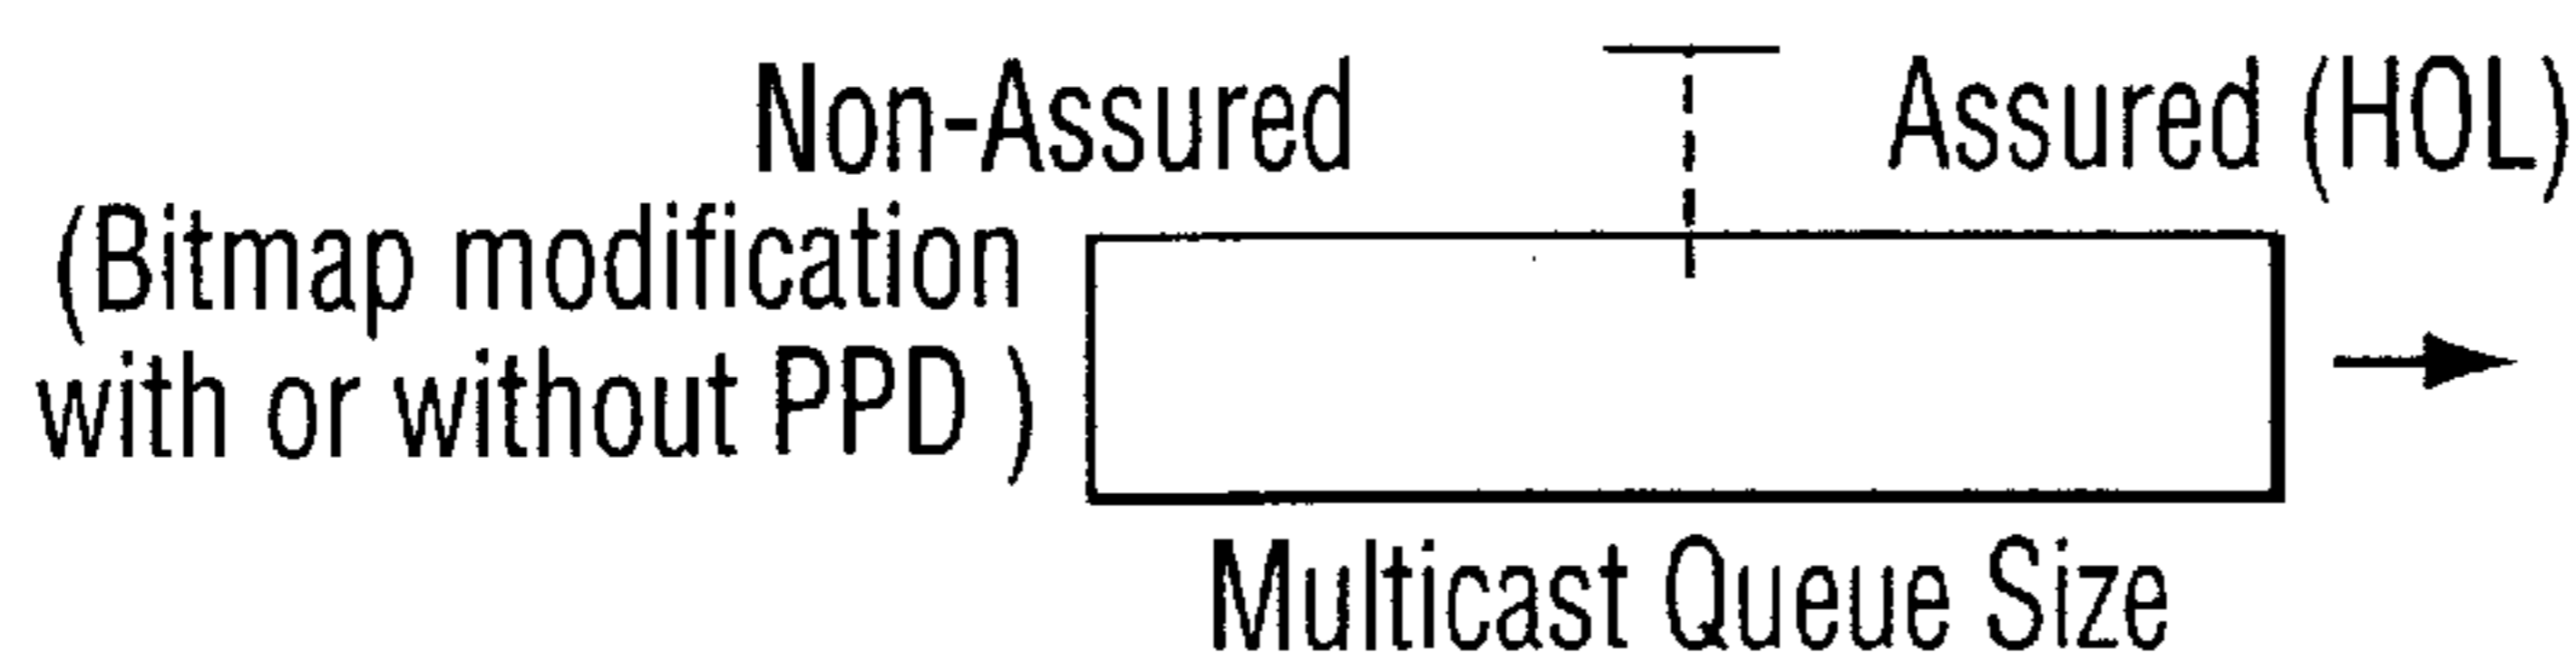 Non-Assured
Assured (HOL)
(Bitmap modification
with or without PPD )
Multicast Queue Size